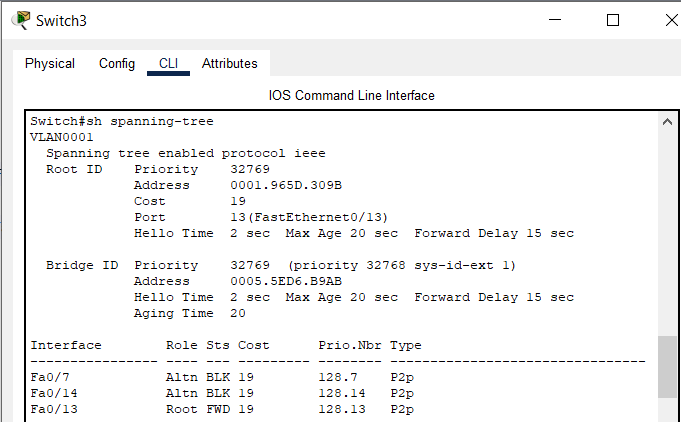 Switch3
Physical Config CLI Attributes
IOS Command Line Interface
Switch#sh spanning-tree
VLAN0001
  Spanning tree enabled protocol ieee
  Root ID    Priority    32769
             Address     0001.965D.309B
             Cost        19
             Port        13(FastEthernet0/13)
             Hello Time  2 sec  Max Age 20 sec  Forward Delay 15 sec

  Bridge ID  Priority    32769  (priority 32768 sys-id-ext 1)
             Address     0005.5ED6.B9AB
             Hello Time  2 sec  Max Age 20 sec  Forward Delay 15 sec
             Aging Time  20

Interface        Role Sts Cost      Prio.Nbr Type
---------------- ---- --- --------- -------- --------------------------------
Fa0/7            Altn BLK 19        128.7    P2p
Fa0/14           Altn BLK 19        128.14   P2p
Fa0/13           Root FWD 19        128.13   P2p